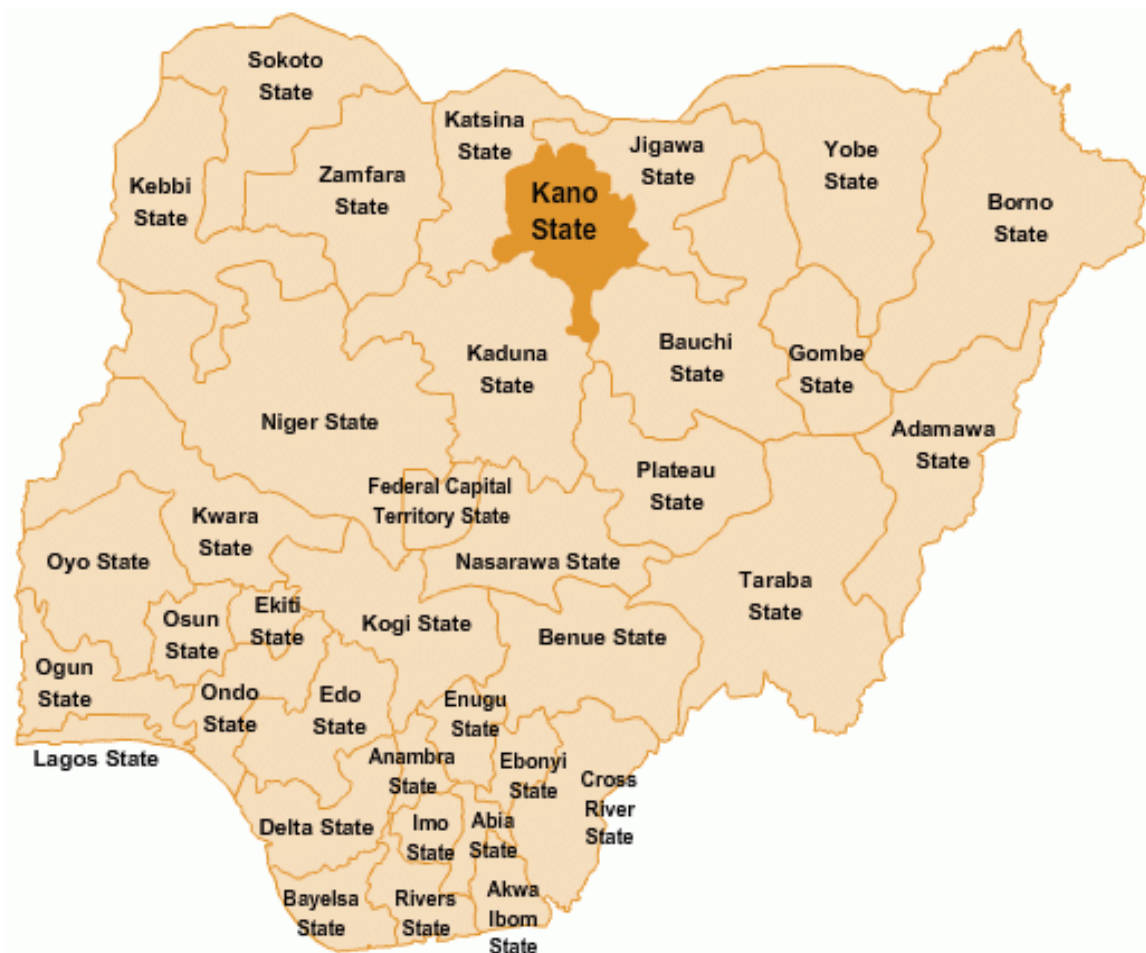 Sokoto
State
Katsina
State
Jigawa
State
Yobe
State
Kebbi
State
Zamfara
State
Kano
State
Borno
State
Kaduna
State
Bauchi
State
Gombe
State
Niger State
Adamawa
State
Federal Capital
Territory State
Plateau
State
Kwara
State
Oyo State
Nasarawa State
Taraba
State
Osun
State
Ekiti
State
Kogi State
Benue State
Ogun
State
Ondo
State
Edo
State
Enugu
State
Lagos State
Anambra
State
Ebonyi
State
Cross
River
State
Delta State
Imo
State
Abia
State
Bayelsa
State
Rivers
State
Akwa
Ibom
State